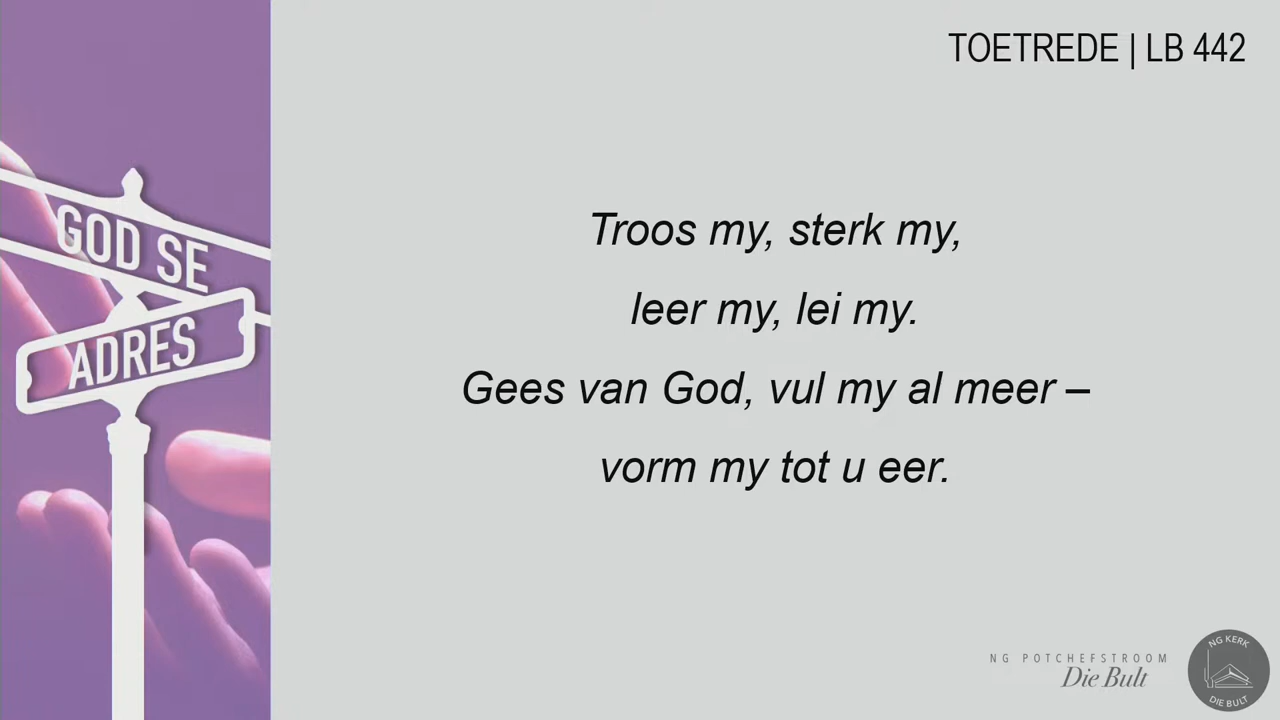 TOETREDE | LB 442
GOD SE
ADRES
Troos my, sterk my,
leer my, lei my.
Gees van God, vul my al meer –
vorm my tot u eer.
NG POTCHEFSTROOM
Die Bult
NG KERK
DIE BULT